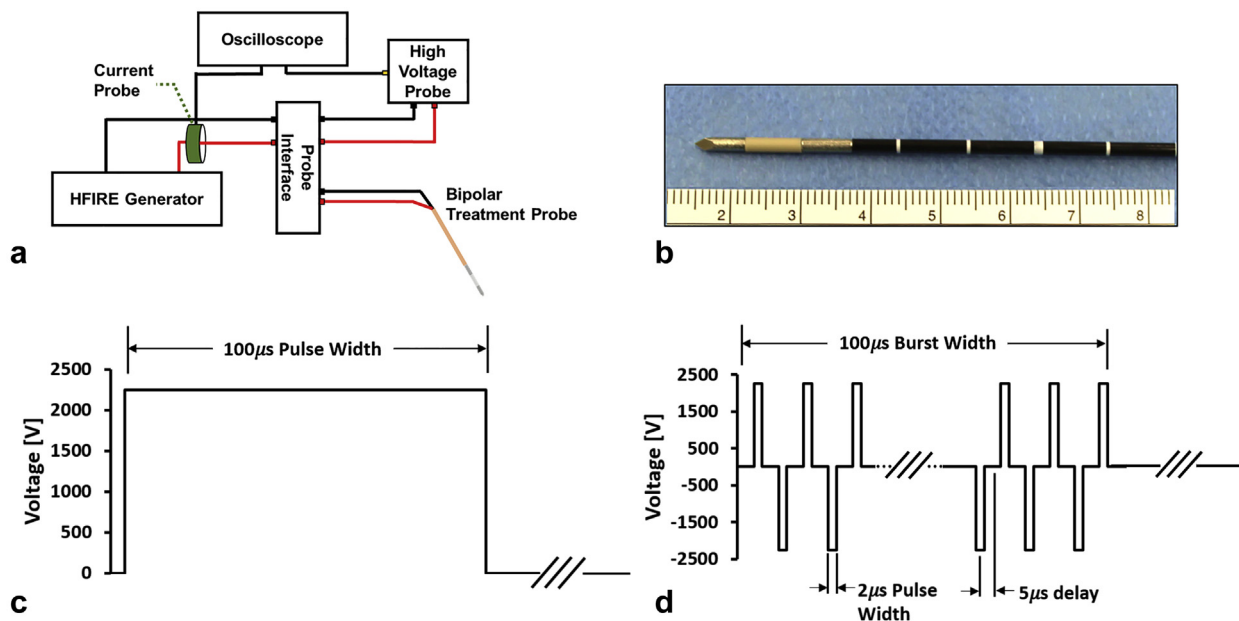 Oscilloscope
High
Voltage
Probe
Current
Probe
Probe
Interface
HFIRE Generator
Bipolar
Treatment Probe
a
2 3 4 5 6 7 8
b
100μs Pulse Width
2500
2000
1500
1000
500
0
Voltage [V]
c
100μs Burst Width
2500
1500
500
-500
-1500
-2500
Voltage [V]
2μs Pulse
Width
5μs delay
d